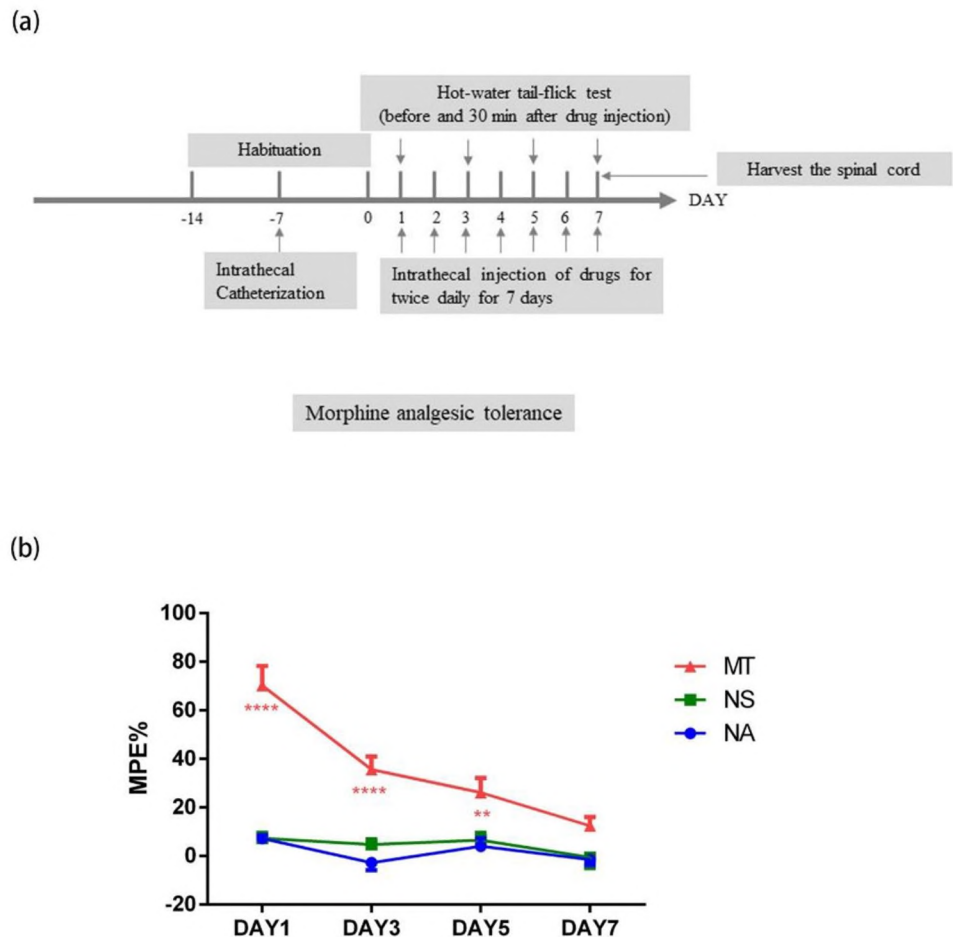 (a)
Hot-water tail-flick test
(before and 30 min after drug injection)
Habituation
Harvest the spinal cord
DAY
-14 -7 0 1 2 3 4 5 6 7
Intrathecal
Catheterization
Intrathecal injection of drugs for
twice daily for 7 days
Morphine analgesic tolerance
(b)
100
80
60
40
20
0
-20
MPE%
****
****
**
DAY1 DAY3 DAY5 DAY7
MT
NS
NA